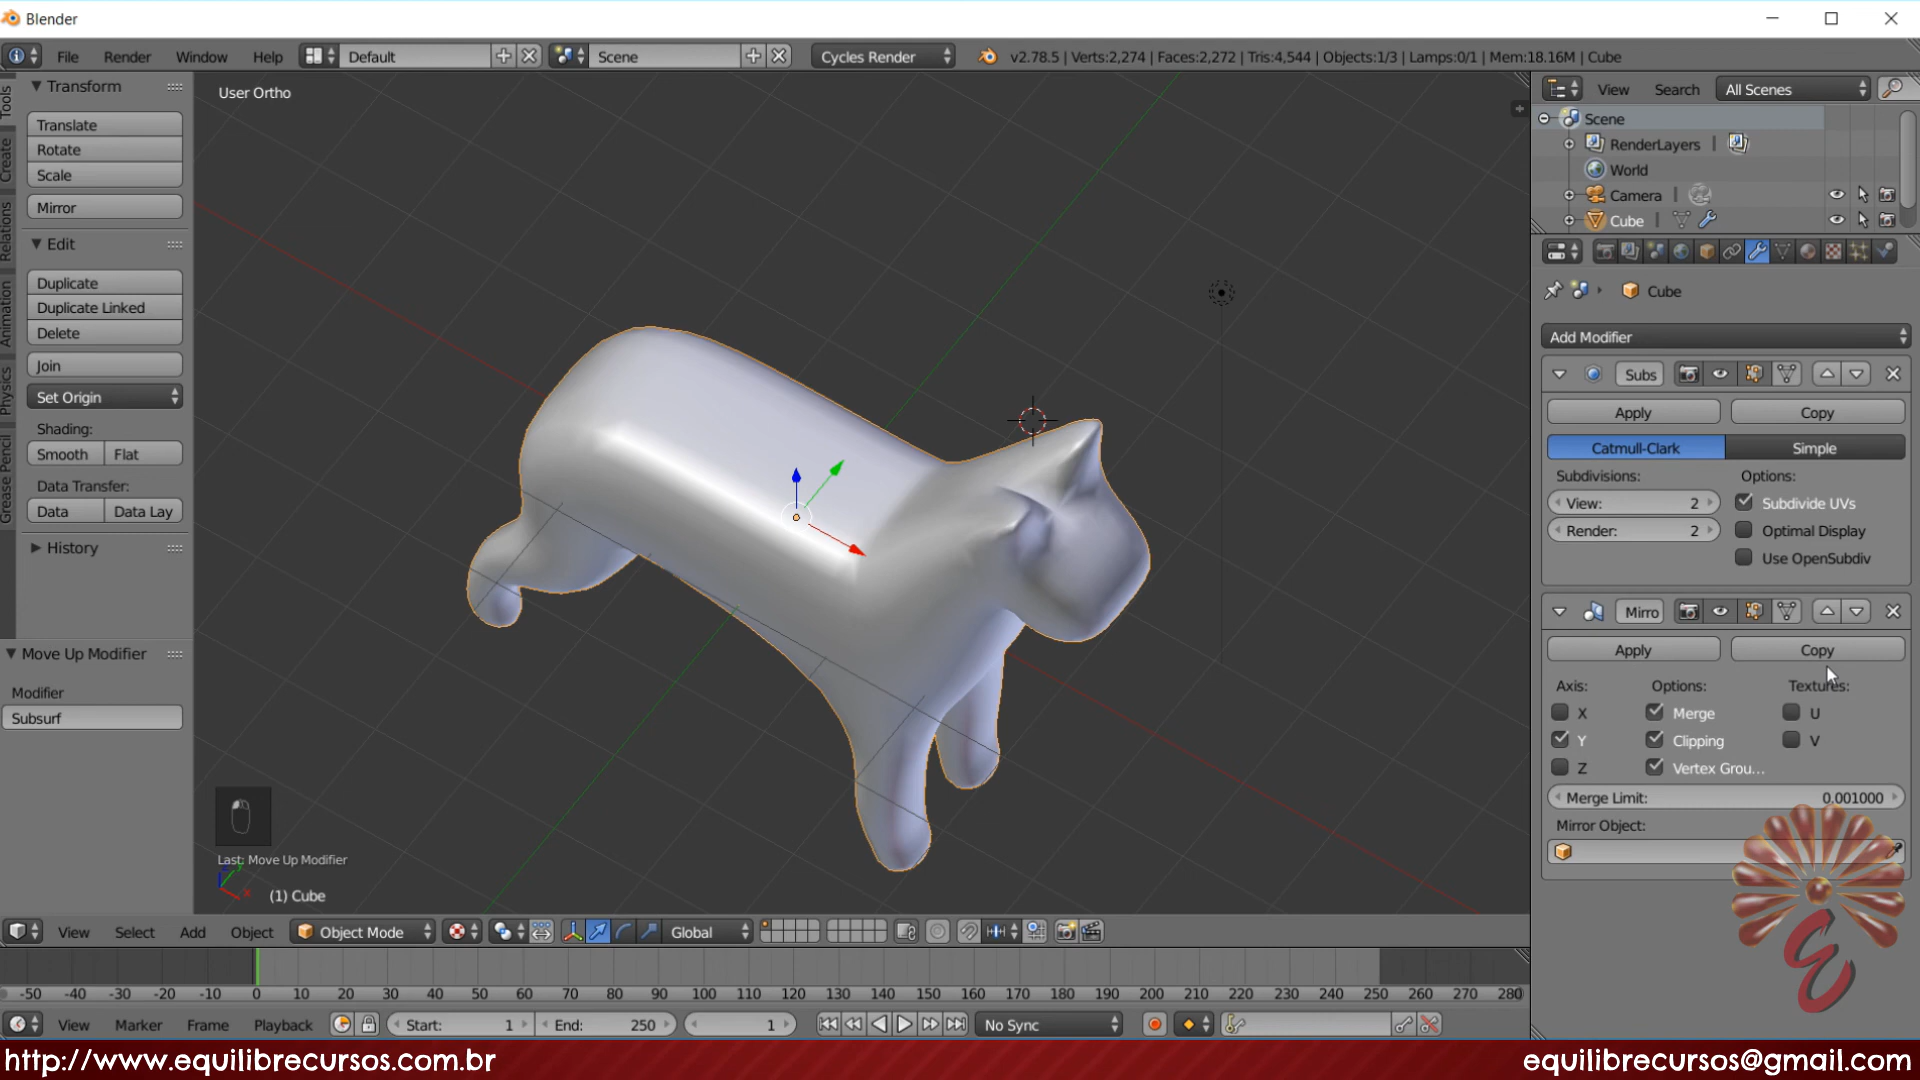 Blender
File Render Window Help Default Scene Cycles Render v2.78.5 | Verts:2,274 | Faces:2,272 | Tris:4,544 | Objects:1/3 | Lamps:0/1 | Mem:18.16M | Cube
Tools
Create
Relations
Animation
Physics
Grease Pencil
Transform
Translate
Rotate
Scale
Mirror
Edit
Duplicate
Duplicate Linked
Delete
Join
Set Origin
Shading:
Smooth Flat
Data Transfer:
Data Data Lay
History
Move Up Modifier
Modifier
Subsurf
User Ortho
Last: Move Up Modifier
(1) Cube
View Search All Scenes
Scene
RenderLayers
World
Camera
Cube
Cube
Add Modifier
Subs
Apply Copy
Catmull-Clark Simple
Subdivisions: Options:
View: 2 Subdivide UVs
Render: 2 Optimal Display
Use OpenSubdiv
Mirro
Apply Copy
Axis: Options: Textures:
X Merge U
Y Clipping V
Z Vertex Grou...
Merge Limit: 0.001000
Mirror Object:
View Select Add Object Object Mode Global
-50 -40 -30 -20 -10 0 10 20 30 40 50 60 70 80 90 100 110 120 130 140 150 160 170 180 190 200 210 220 230 240 250 260 270 280
View Marker Frame Playback Start: 1 End: 250 1 No Sync
http://www.equilibrecursos.com.br equilibrecursos@gmail.com